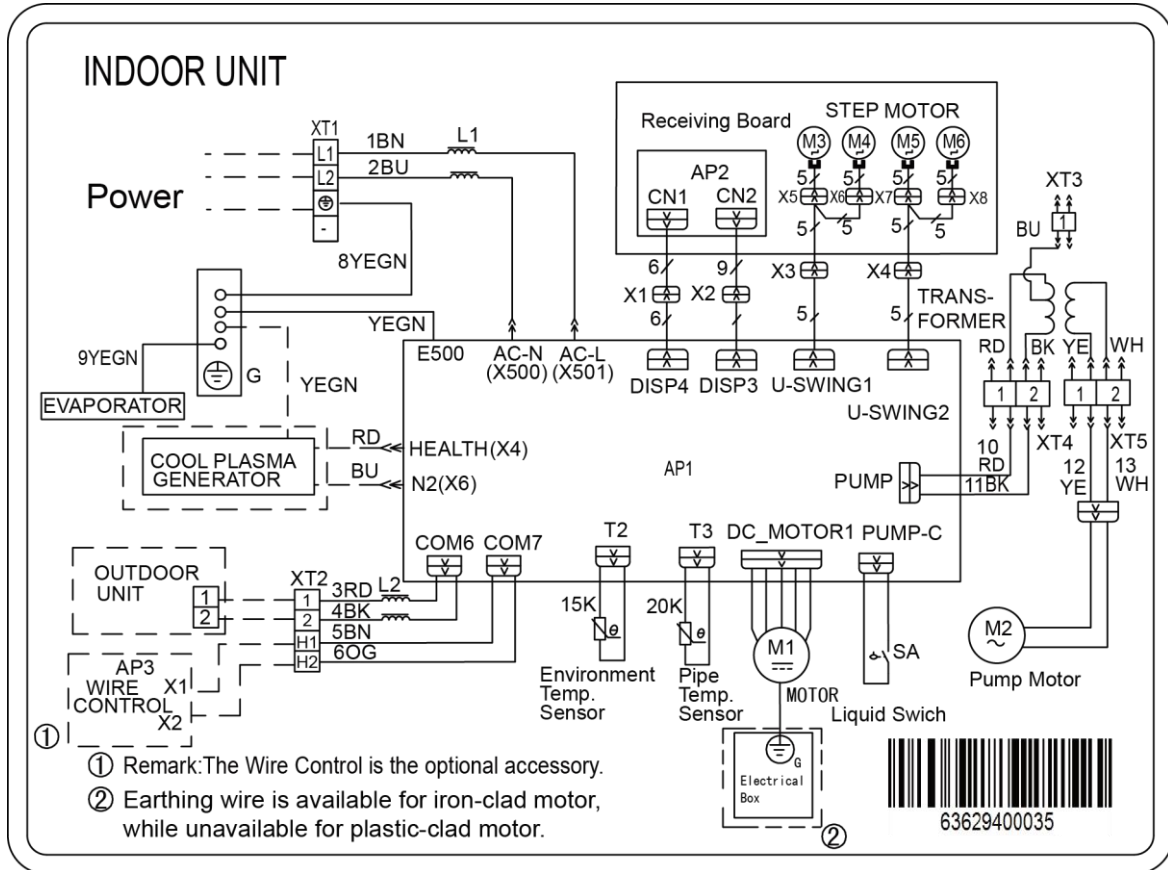 INDOOR UNIT
Power
XT1
L1
L2
-
1BN
2BU
L1
8YEGN
YEGN
9YEGN
YEGN
G
EVAPORATOR
COOL PLASMA
GENERATOR
RD
BU
Receiving Board
STEP MOTOR
AP2
CN1
CN2
M3
M4
M5
M6
5
5
5
5
X5
X6
X7
X8
5
5
5
5
6
9
X1
X2
X3
X4
6
5
5
TRANS-
FORMER
XT3
1
BU
RD
BK
YE
WH
1
2
1
2
XT4
XT5
10
RD
11BK
12
YE
13
WH
E500
AC-N
(X500)
AC-L
(X501)
DISP4
DISP3
U-SWING1
U-SWING2
HEALTH(X4)
N2(X6)
AP1
PUMP
COM6
COM7
T2
T3
DC_MOTOR1
PUMP-C
OUTDOOR
UNIT
1
2
XT2
1
2
H1
H2
3RD
4BK
5BN
6OG
L2
AP3
WIRE
CONTROL
X1
X2
①
15K
θ
Environment
Temp.
Sensor
20K
θ
Pipe
Temp.
Sensor
M1
MOTOR
G
Electrical
Box
②
SA
Liquid Swich
M2
Pump Motor
① Remark:The Wire Control is the optional accessory.
② Earthing wire is available for iron-clad motor,
while unavailable for plastic-clad motor.
63629400035